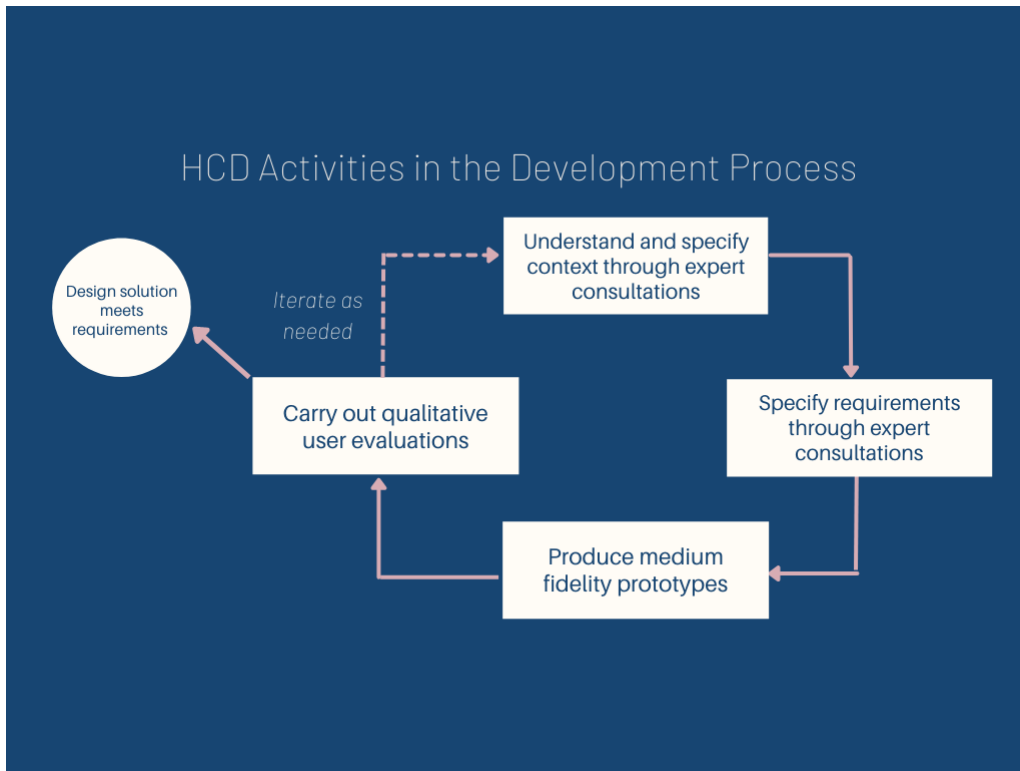 HCD Activities in the Development Process
Understand and specify
context through expert
consultations
Design solution
meets
requirements
Iterate as
needed
Specify requirements
through expert
consultations
Carry out qualitative
user evaluations
Produce medium
fidelity prototypes